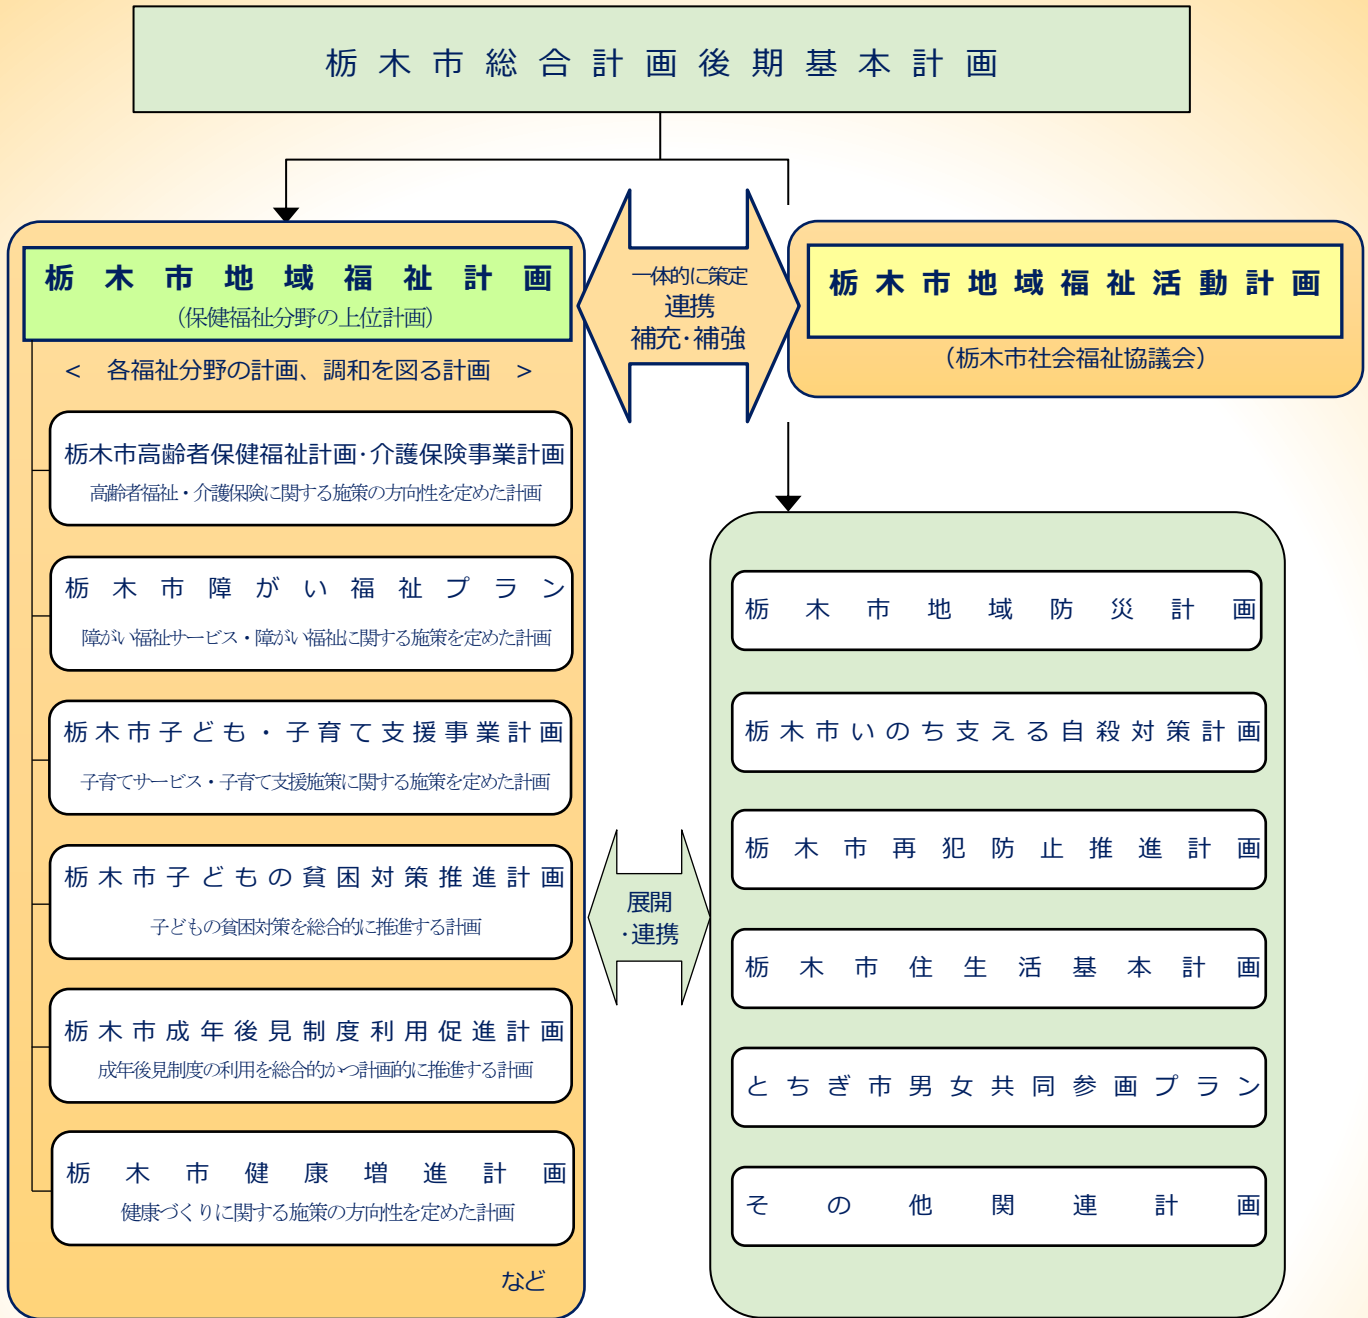 栃木市総合計画後期基本計画
栃木市地域福祉計画
(保健福祉分野の上位計画)
< 各福祉分野の計画、調和を図る計画 >
栃木市高齢者保健福祉計画･介護保険事業計画
高齢者福祉・介護保険に関する施策の方向性を定めた計画
栃木市障がい福祉プラン
障がい福祉サービス・障がい福祉に関する施策を定めた計画
栃木市子ども・子育て支援事業計画
子育てサービス・子育て支援施策に関する施策を定めた計画
栃木市子どもの貧困対策推進計画
子どもの貧困対策を総合的に推進する計画
栃木市成年後見制度利用促進計画
成年後見制度の利用を総合的かつ計画的に推進する計画
栃木市健康増進計画
健康づくりに関する施策の方向性を定めた計画
など
一体的に策定
連携
補充･補強
栃木市地域福祉活動計画
（栃木市社会福祉協議会）
展開
･連携
栃木市地域防災計画
栃木市いのち支える自殺対策計画
栃木市再犯防止推進計画
栃木市住生活基本計画
とちぎ市男女共同参画プラン
その他関連計画